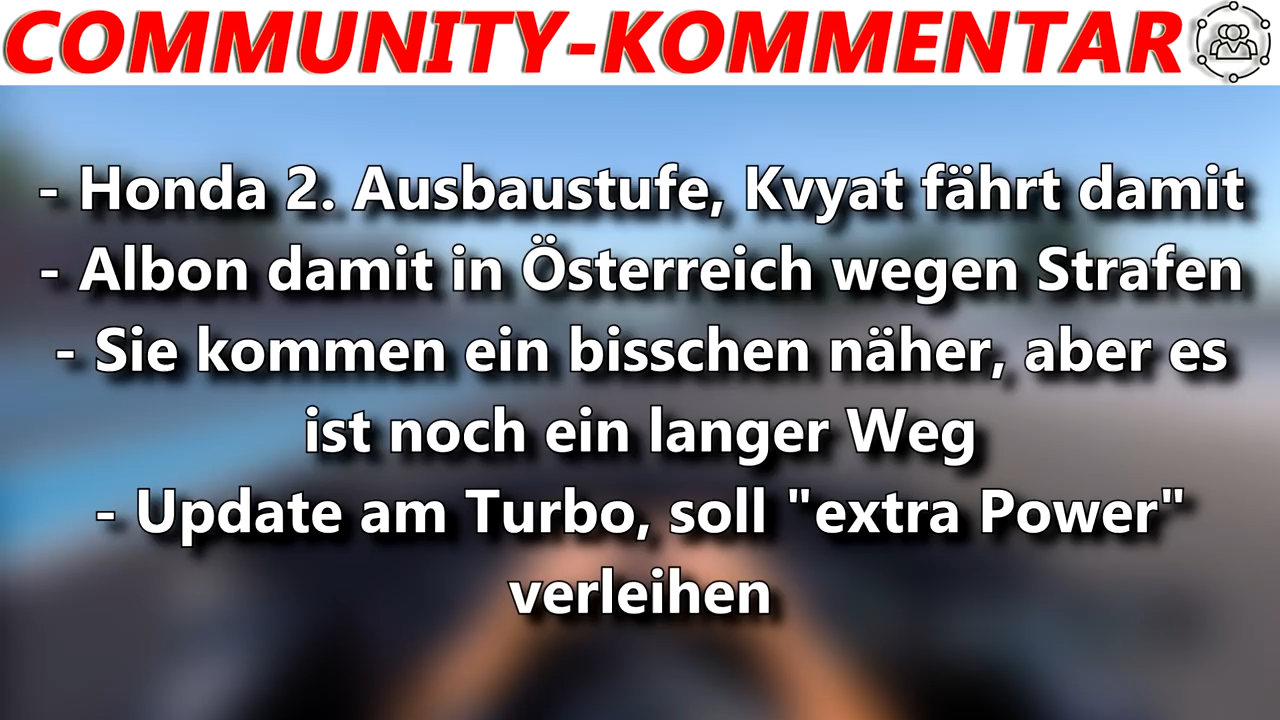 COMMUNITY-KOMMENTAR
- Honda 2. Ausbaustufe, Kvyat fährt damit
- Albon damit in Österreich wegen Strafen
- Sie kommen ein bisschen näher, aber es
ist noch ein langer Weg
- Update am Turbo, soll "extra Power"
verleihen